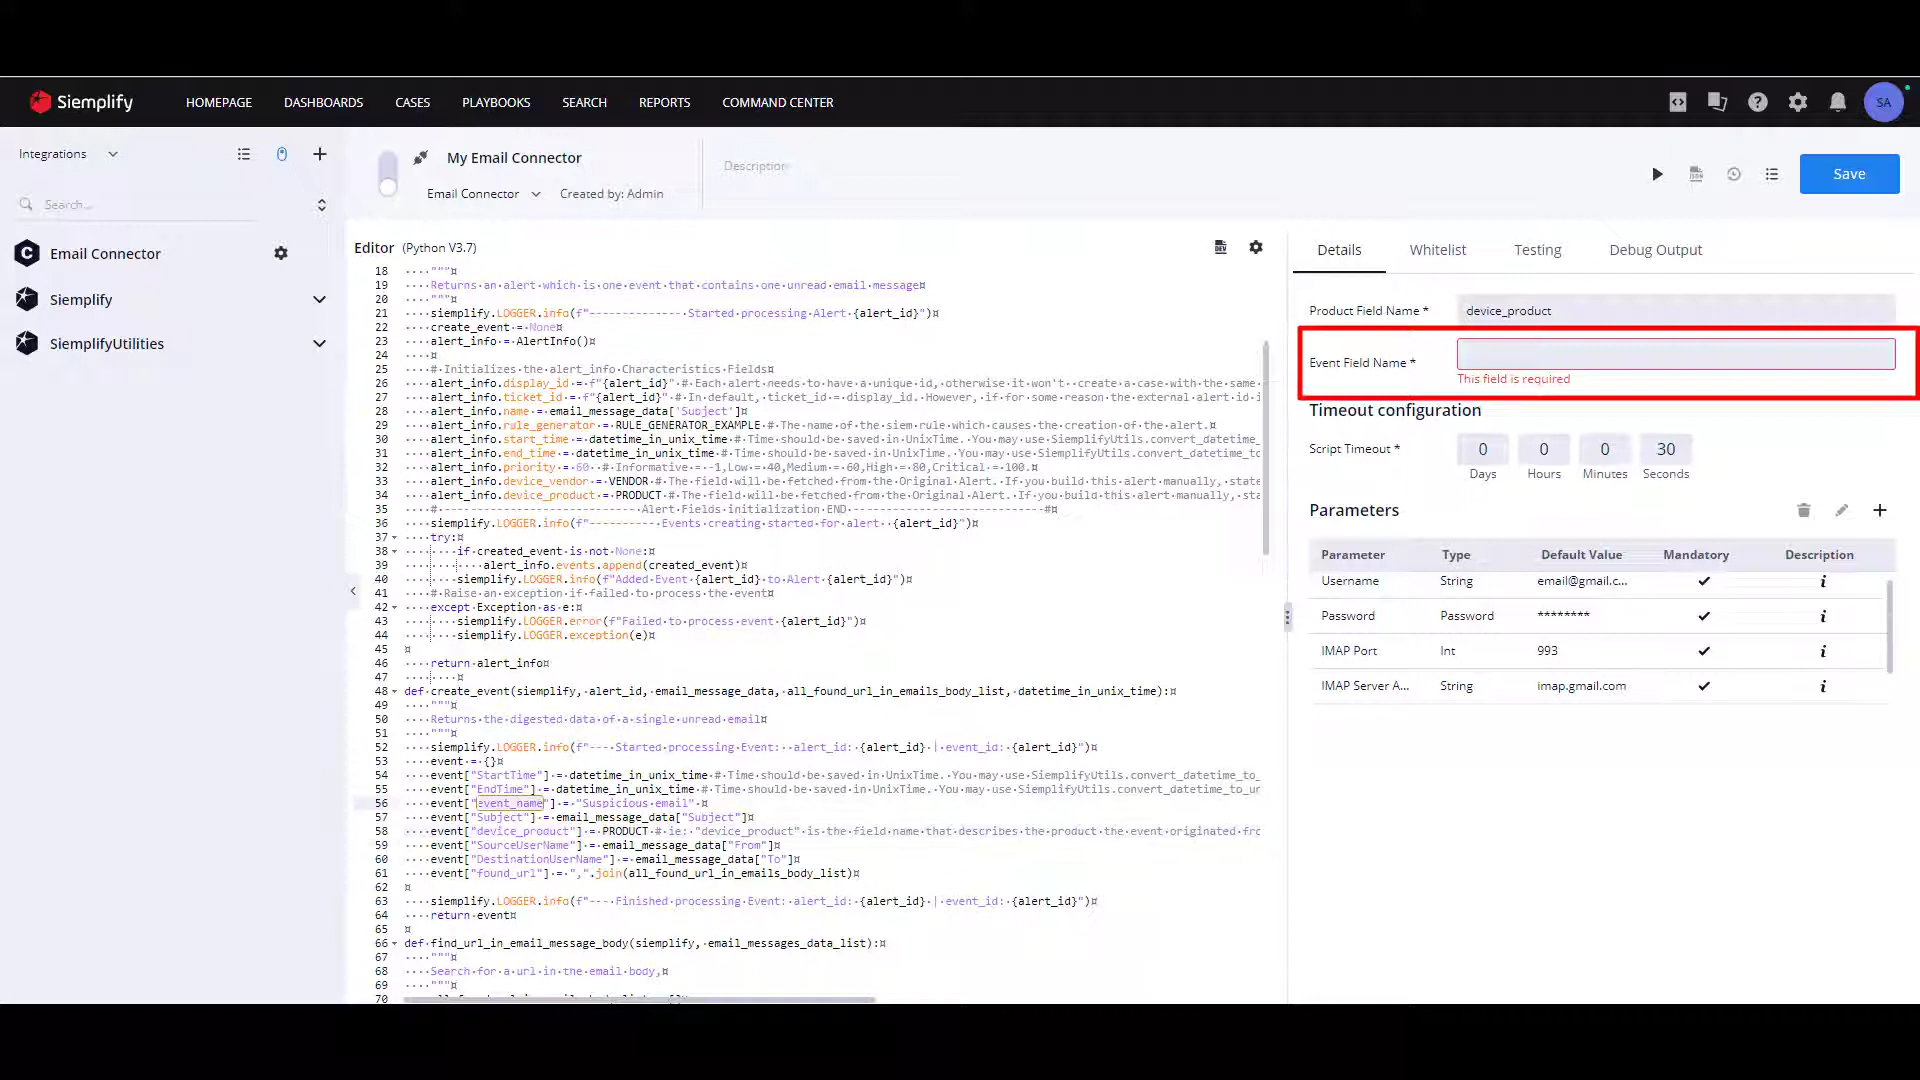 Siemplify
HOMEPAGE DASHBOARDS CASES PLAYBOOKS SEARCH REPORTS COMMAND CENTER
SA
Integrations
Search...
Email Connector
Siemplify
SiemplifyUtilities
My Email Connector
Email Connector Created by: Admin
Description
Save
Editor (Python V3.7)
18 """
19 Returns an alert which is one event that contains one unread email message
20 """
21 siemplify.LOGGER.info(f"-------------- Started processing Alert {alert_id}")
22 create_event = None
23 alert_info = AlertInfo()
24
25 # Initializes the alert_info Characteristics Fields
26 alert_info.display_id = f"{alert_id}" # Each alert needs to have a unique id, otherwise it won't create a case with the same
27 alert_info.ticket_id = f"{alert_id}" # In default, ticket_id = display_id. However, if for some reason the external alert id i
28 alert_info.name = email_message_data['Subject']
29 alert_info.rule_generator = RULE_GENERATOR_EXAMPLE # The name of the siem rule which causes the creation of the alert.
30 alert_info.start_time = datetime_in_unix_time # Time should be saved in UnixTime. You may use SiemplifyUtils.convert_datetime_
31 alert_info.end_time = datetime_in_unix_time # Time should be saved in UnixTime. You may use SiemplifyUtils.convert_datetime_to
32 alert_info.priority = 60 # Informative = -1,Low = 40,Medium = 60,High = 80,Critical = 100.
33 alert_info.device_vendor = VENDOR # The field will be fetched from the Original Alert. If you build this alert manually, state
34 alert_info.device_product = PRODUCT # The field will be fetched from the Original Alert. If you build this alert manually, sta
35 # ----------------------------- Alert Fields initialization END -----------------------------#
36 siemplify.LOGGER.info(f"---------- Events creating started for alert {alert_id}")
37 try:
38 if created_event is not None:
39 alert_info.events.append(created_event)
40 siemplify.LOGGER.info(f"Added Event {alert_id} to Alert {alert_id}")
41 # Raise an exception if failed to process the event
42 except Exception as e:
43 siemplify.LOGGER.error(f"Failed to process event {alert_id}")
44 siemplify.LOGGER.exception(e)
45
46 return alert_info
47
48 def create_event(siemplify, alert_id, email_message_data, all_found_url_in_emails_body_list, datetime_in_unix_time):
49 """
50 Returns the digested data of a single unread email
51 """
52 siemplify.LOGGER.info(f"--- Started processing Event: alert_id: {alert_id} | event_id: {alert_id}")
53 event = {}
54 event["StartTime"] = datetime_in_unix_time # Time should be saved in UnixTime. You may use SiemplifyUtils.convert_datetime_to_
55 event["EndTime"] = datetime_in_unix_time # Time should be saved in UnixTime. You may use SiemplifyUtils.convert_datetime_to_un
56 event["event_name"] = "Suspicious email"
57 event["Subject"] = email_message_data["Subject"]
58 event["device_product"] = PRODUCT # ie: "device_product" is the field name that describes the product the event originated fro
59 event["SourceUserName"] = email_message_data["From"]
60 event["DestinationUserName"] = email_message_data["To"]
61 event["found_url"] = ",".join(all_found_url_in_emails_body_list)
62
63 siemplify.LOGGER.info(f"--- Finished processing Event: alert_id: {alert_id} | event_id: {alert_id}")
64 return event
65
66 def find_url_in_email_message_body(siemplify, email_messages_data_list):
67 """
68 Search for a url in the email body,
69 """
70
Details Whitelist Testing Debug Output
Product Field Name * device_product
Event Field Name *
This field is required
Timeout configuration
Script Timeout * 0 0 0 30
Days Hours Minutes Seconds
Parameters
Parameter Type Default Value Mandatory Description
Username String email@gmail.c...
Password Password ********
IMAP Port Int 993
IMAP Server A... String imap.gmail.com